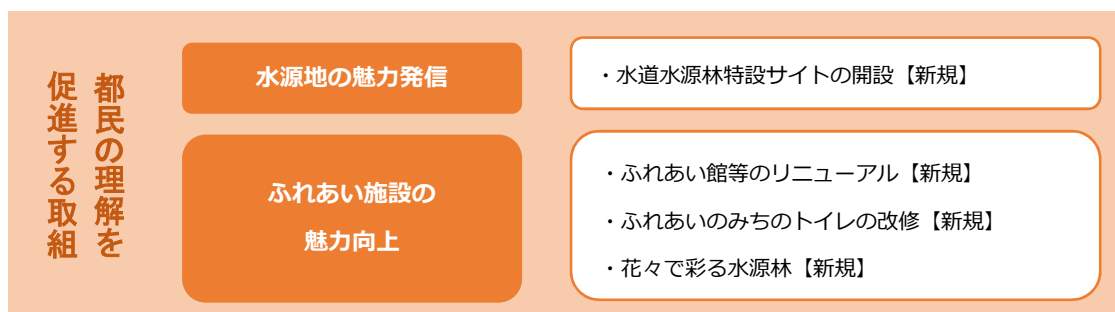 都民の理解を
促進する取組
水源地の魅力発信
・水道水源林特設サイトの開設【新規】
ふれあい施設の
魅力向上
・ふれあい館等のリニューアル【新規】
・ふれあいのみちのトイレの改修【新規】
・花々で彩る水源林【新規】